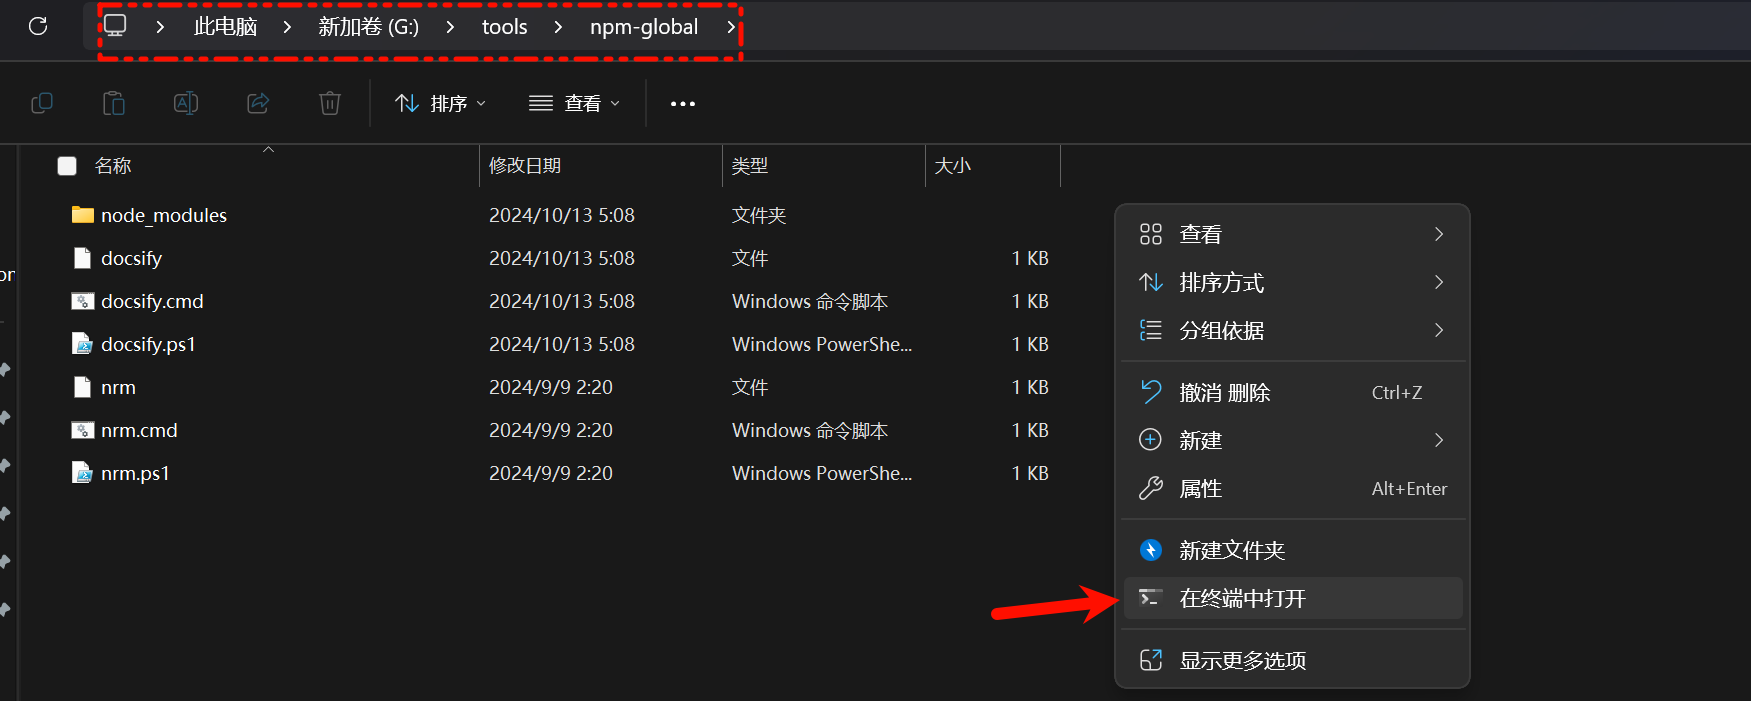 此电脑 新加卷 (G:) tools npm-global
排序 查看
名称 修改日期 类型 大小
node_modules 2024/10/13 5:08 文件夹
docsify 2024/10/13 5:08 文件 1 KB
docsify.cmd 2024/10/13 5:08 Windows 命令脚本 1 KB
docsify.ps1 2024/10/13 5:08 Windows PowerShe... 1 KB
nrm 2024/9/9 2:20 文件 1 KB
nrm.cmd 2024/9/9 2:20 Windows 命令脚本 1 KB
nrm.ps1 2024/9/9 2:20 Windows PowerShe... 1 KB
查看
排序方式
分组依据
撤消 删除 Ctrl+Z
新建
属性 Alt+Enter
新建文件夹
在终端中打开
显示更多选项